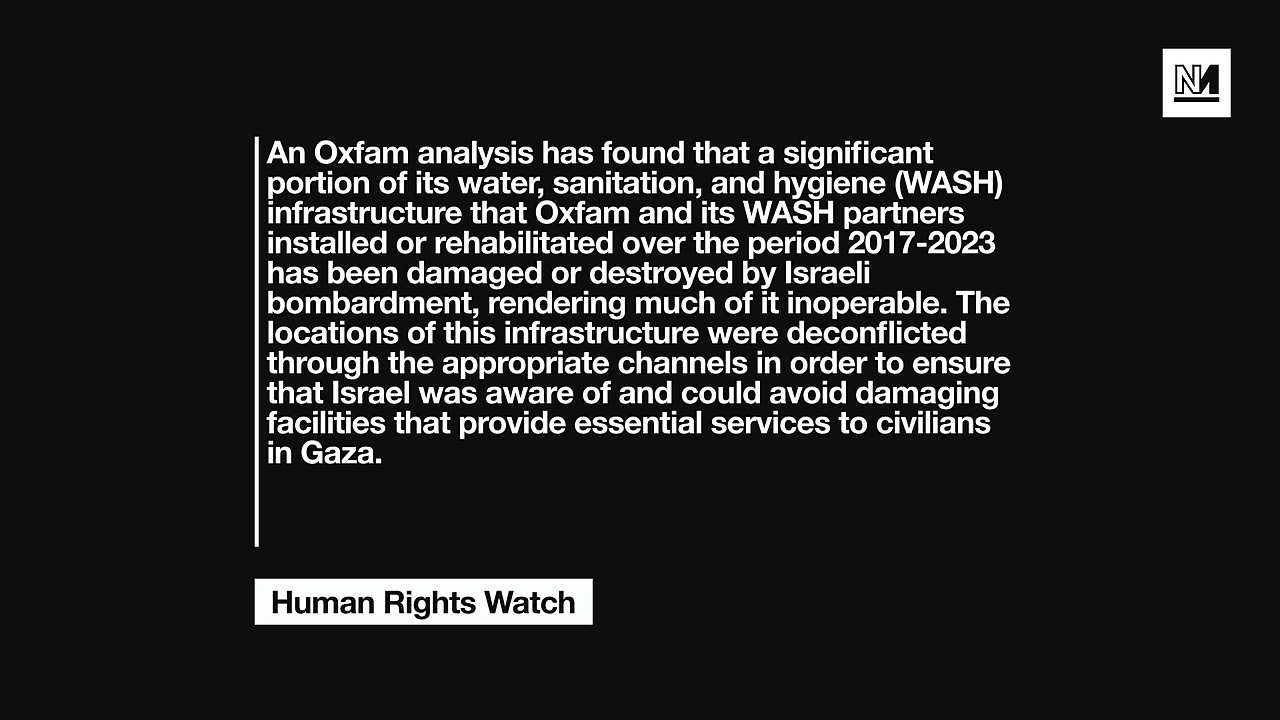 An Oxfam analysis has found that a significant
portion of its water, sanitation, and hygiene (WASH)
infrastructure that Oxfam and its WASH partners
installed or rehabilitated over the period 2017-2023
has been damaged or destroyed by Israeli
bombardment, rendering much of it inoperable. The
locations of this infrastructure were deconflicted
through the appropriate channels in order to ensure
that Israel was aware of and could avoid damaging
facilities that provide essential services to civilians
in Gaza.
Human Rights Watch